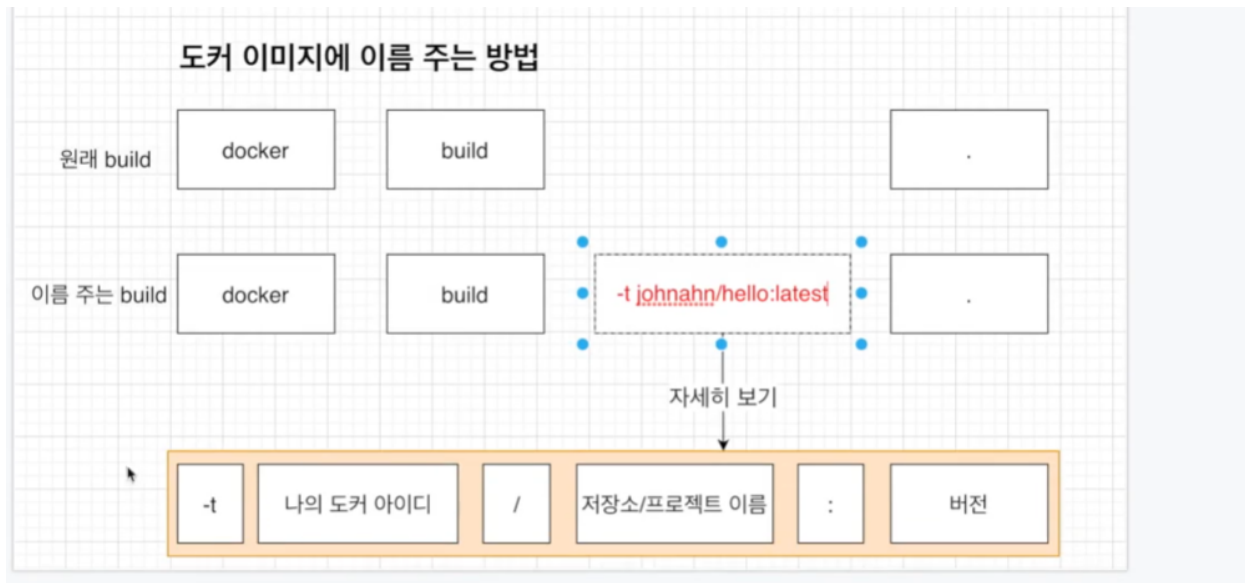 도커 이미지에 이름 주는 방법
원래 build docker build .
이름 주는 build docker build -t johnahn/hello:latest .
자세히 보기
-t 나의 도커 아이디 / 저장소/프로젝트 이름 : 버전